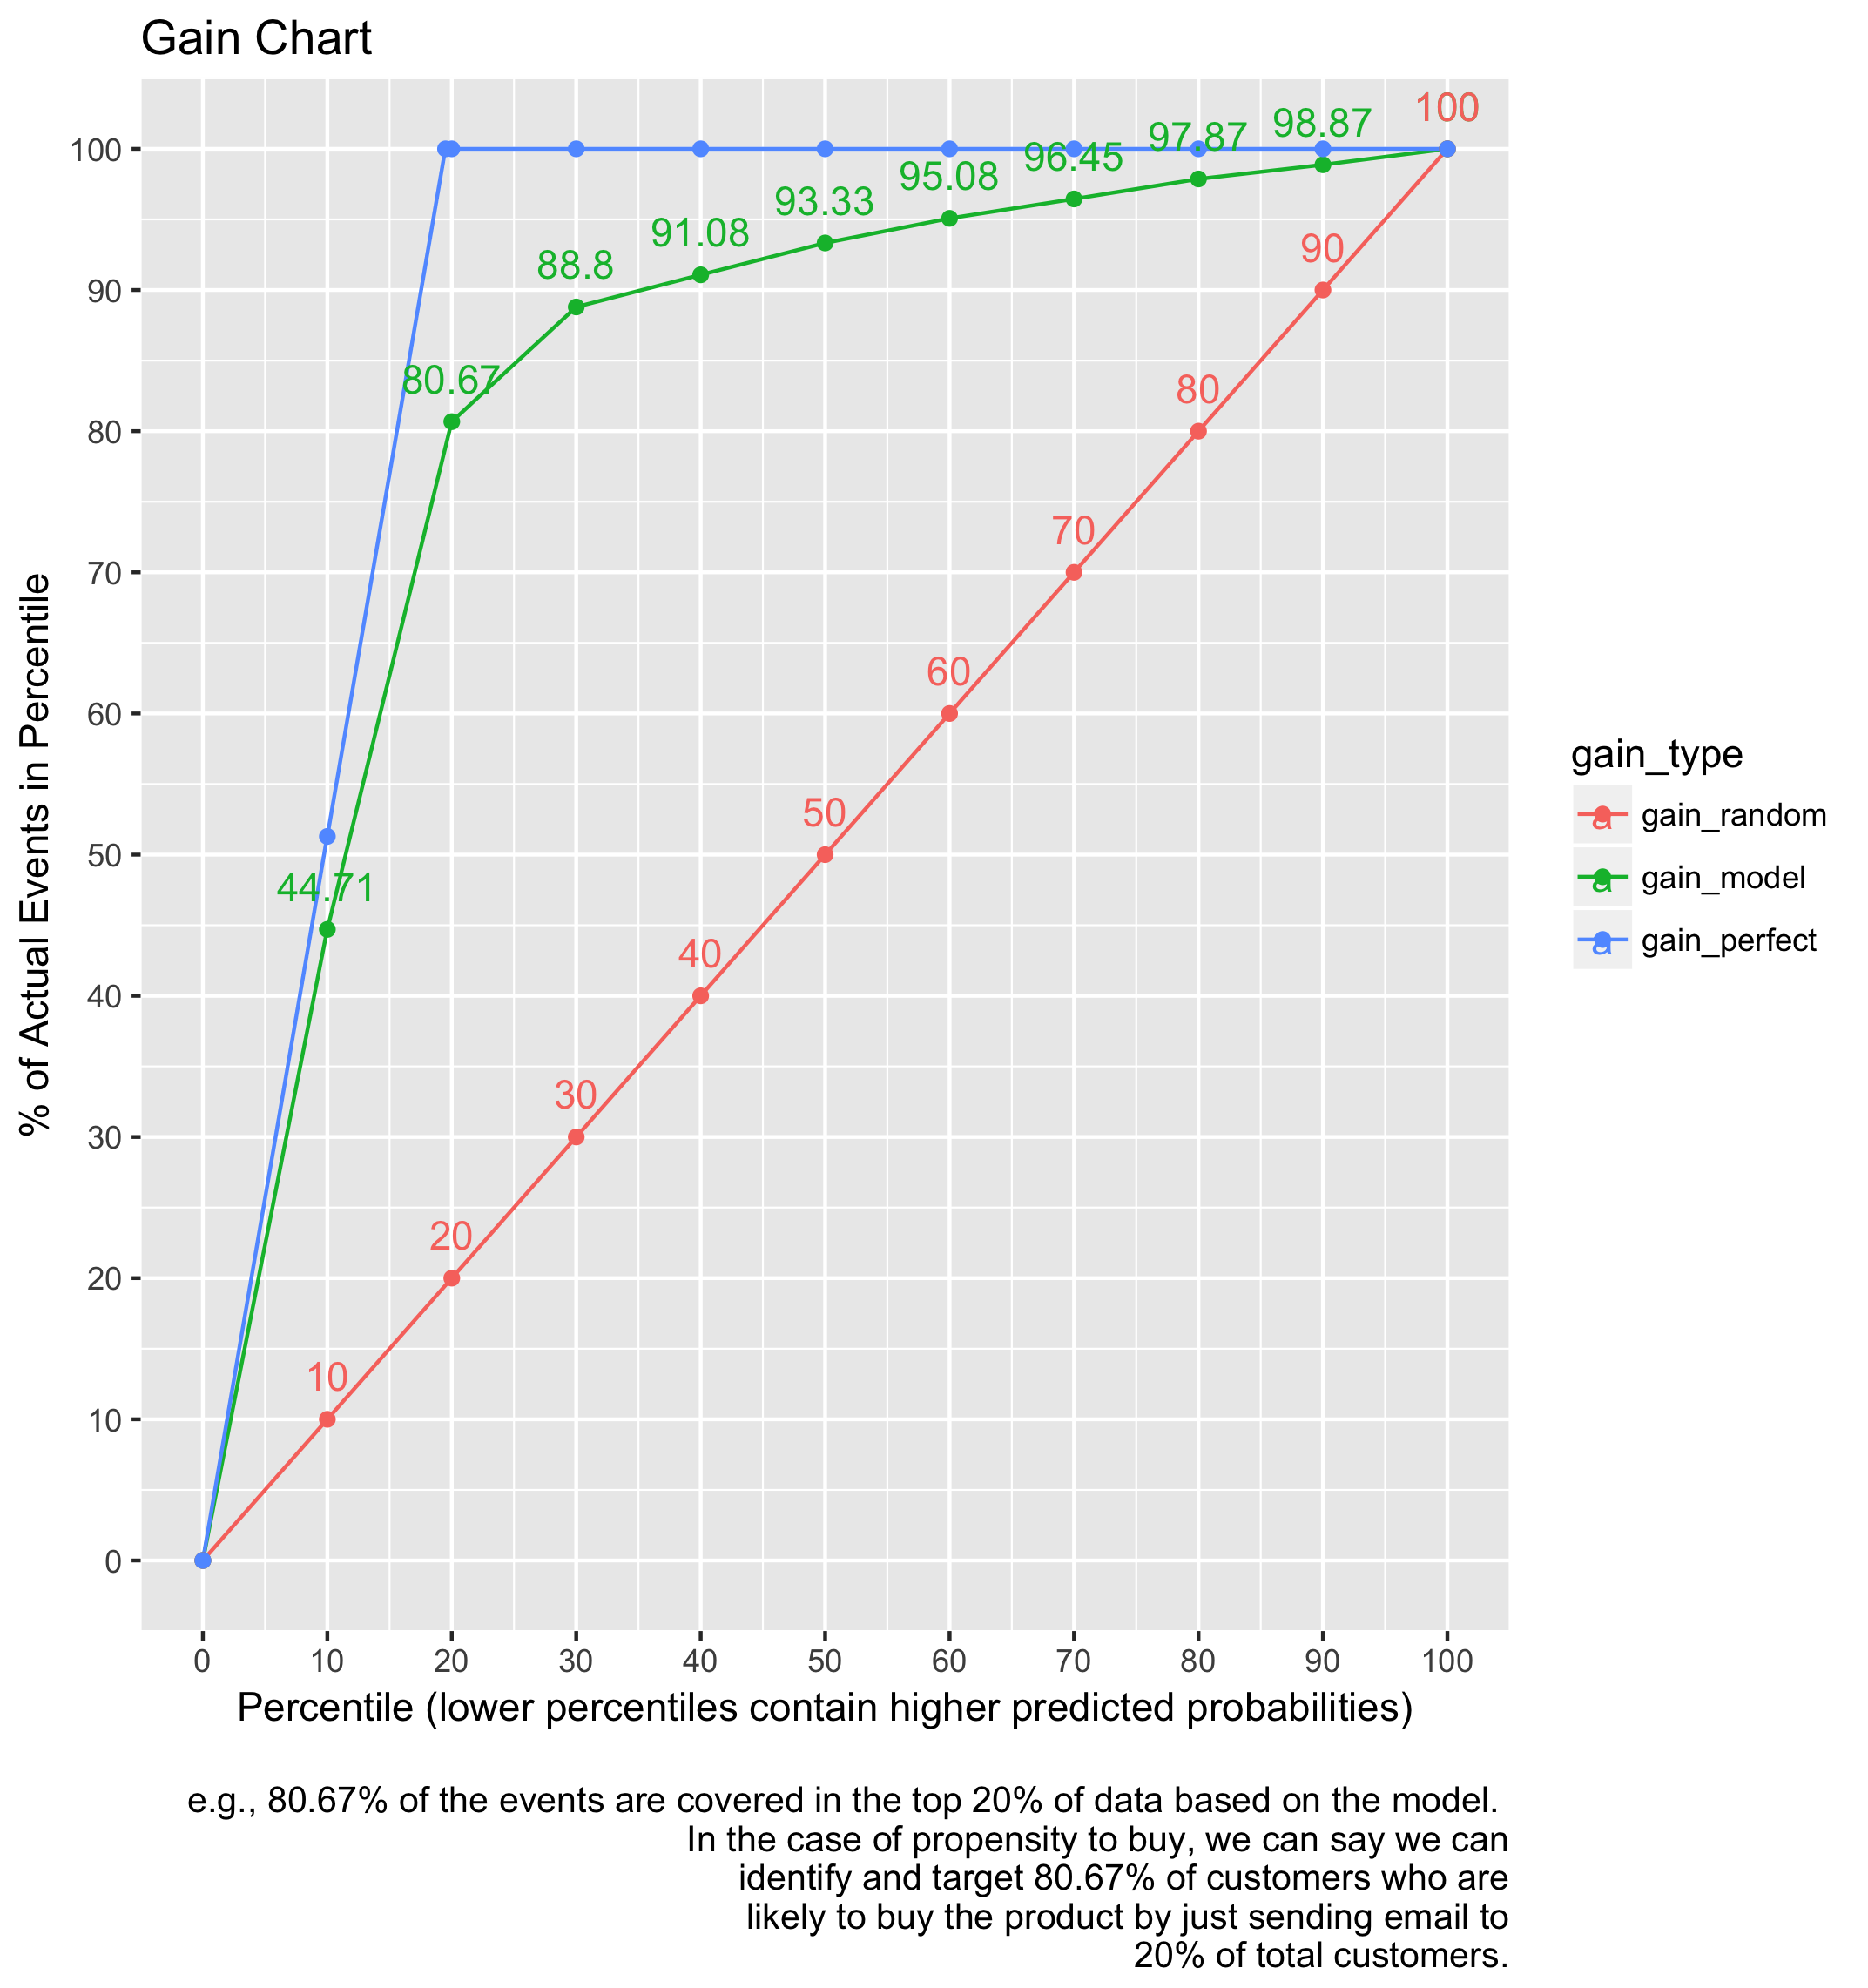 Gain Chart
% of Actual Events in Percentile
100
90
80
70
60
50
40
30
20
10
0
44.71
80.67
88.8
91.08
93.33
95.08
96.45
97.87
98.87
100
10
20
30
40
50
60
70
80
90
0 10 20 30 40 50 60 70 80 90 100
Percentile (lower percentiles contain higher predicted probabilities)
gain_type
a gain_random
a gain_model
a gain_perfect
e.g., 80.67% of the events are covered in the top 20% of data based on the model.
In the case of propensity to buy, we can say we can
identify and target 80.67% of customers who are
likely to buy the product by just sending email to
20% of total customers.